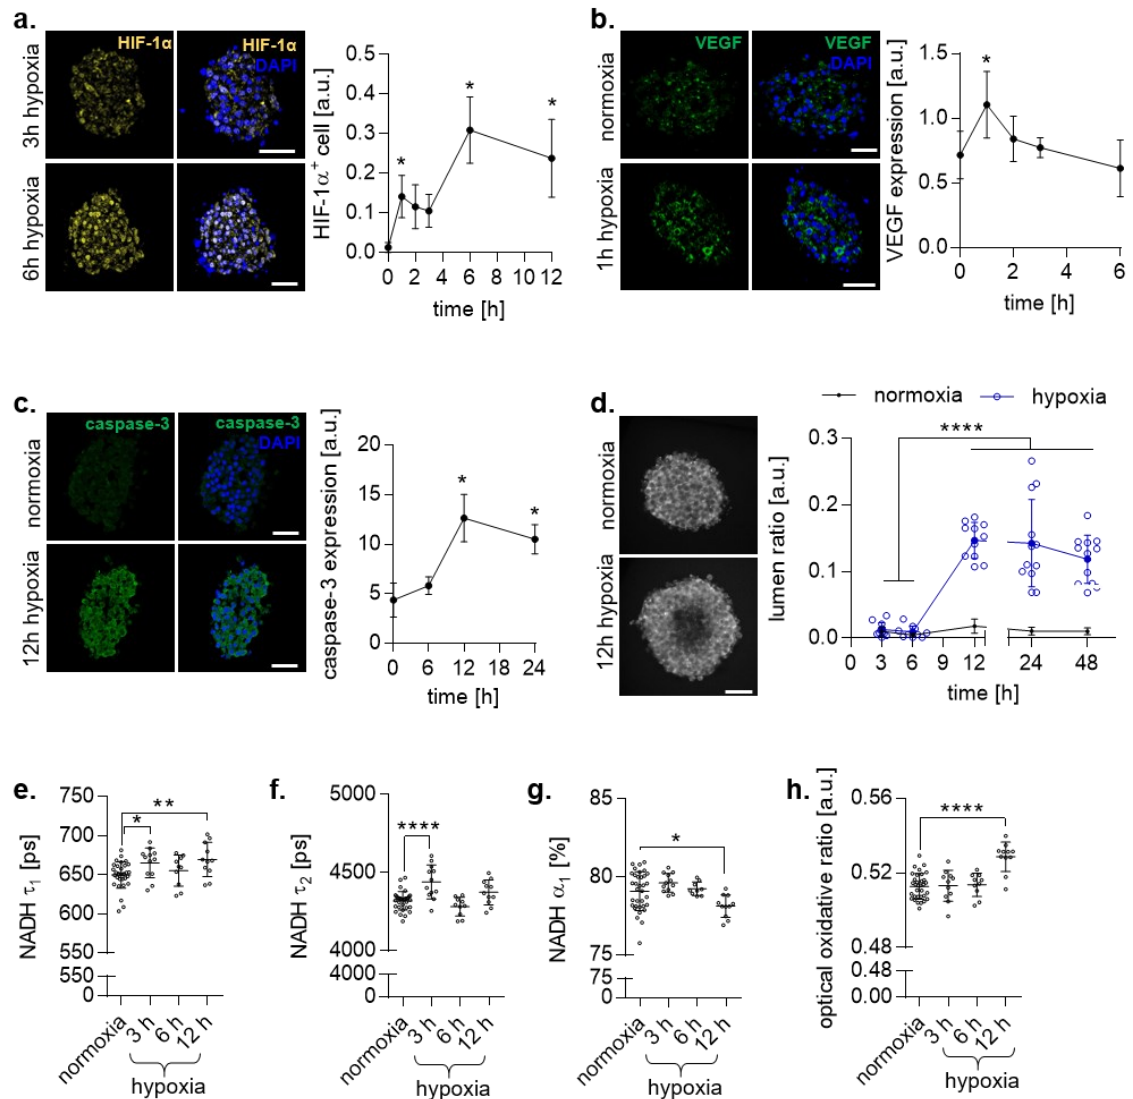 a.
HIF-1α
HIF-1α
DAPI
3h hypoxia
6h hypoxia
HIF-1α⁺ cell [a.u.]
0.5
0.4
0.3
0.2
0.1
0.0
*
*
*
0 2 4 6 8 10 12
time [h]
b.
VEGF
VEGF
DAPI
normoxia
1h hypoxia
VEGF expression [a.u.]
1.5
1.0
0.5
0.0
*
0 2 4 6
time [h]
c.
caspase-3
caspase-3
DAPI
normoxia
12h hypoxia
caspase-3 expression [a.u.]
20
15
10
5
0
*
*
0 6 12 18 24
time [h]
d.
normoxia
12h hypoxia
normoxia hypoxia
****
lumen ratio [a.u.]
0.3
0.2
0.1
0.0
0 3 6 9 12 24 48
time [h]
e.
NADH τ1 [ps]
750
700
650
600
550
550
0
**
*
normoxia
3 h
6 h
12 h
hypoxia
f.
NADH τ2 [ps]
5000
4500
4000
4000
0
****
normoxia
3 h
6 h
12 h
hypoxia
g.
NADH α1 [%]
85
80
75
75
0
*
normoxia
3 h
6 h
12 h
hypoxia
h.
optical oxidative ratio [a.u.]
0.56
0.52
0.48
0.48
0.00
****
normoxia
3 h
6 h
12 h
hypoxia